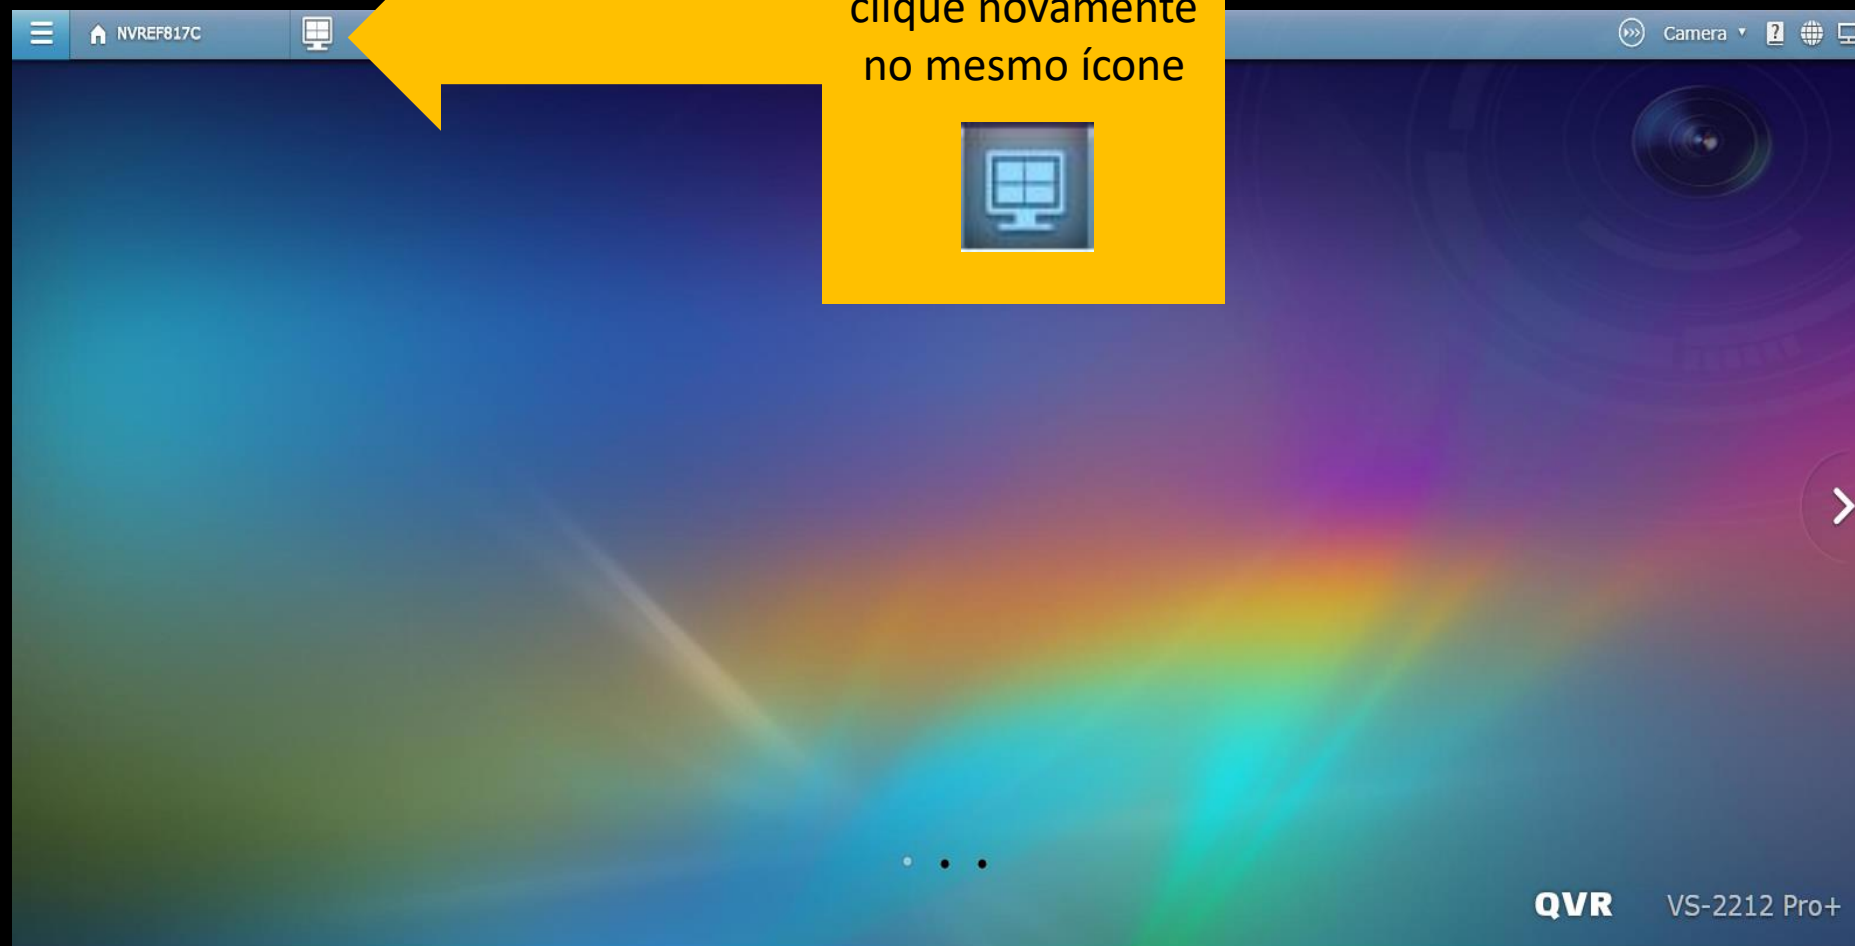 clique novamente
NVREF817C
Camera
?
no mesmo ícone
QVR VS-2212 Pro+